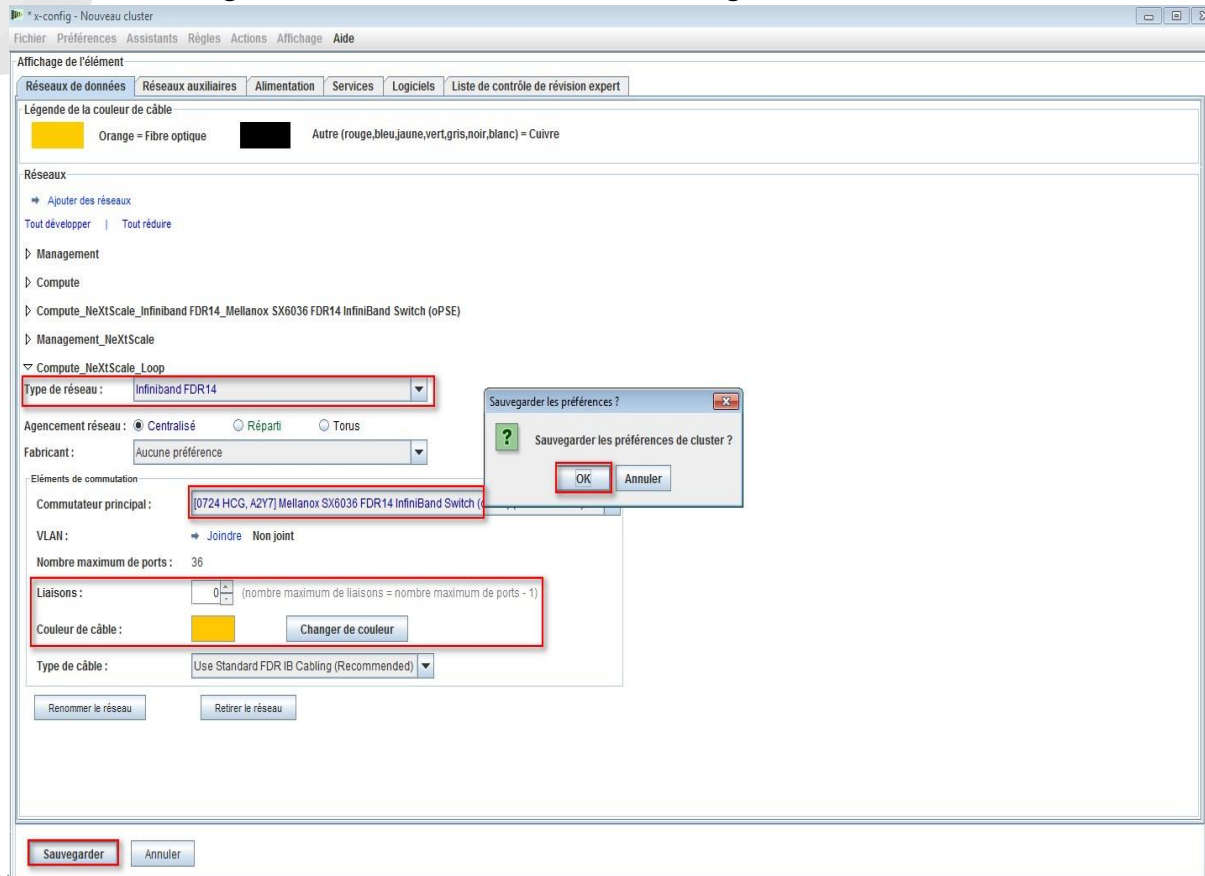 * x-config - Nouveau cluster
Fichier Préférences Assistants Règles Actions Affichage Aide
Affichage de l'élément
Réseaux de données Réseaux auxiliaires Alimentation Services Logiciels Liste de contrôle de révision expert
Légende de la couleur de câble
Orange = Fibre optique Autre (rouge,bleu,jaune,vert,gris,noir,blanc) = Cuivre
Réseaux
Ajouter des réseaux
Tout développer | Tout réduire
Management
Compute
Compute_NeXtScale_Infiniband FDR14_Mellanox SX6036 FDR14 InfiniBand Switch (oPSE)
Management_NeXtScale
Compute_NeXtScale_Loop
Type de réseau : Infiniband FDR14
Sauvegarder les préférences ?
Sauvegarder les préférences de cluster ?
OK Annuler
Agencement réseau : Centralisé Réparti Torus
Fabricant : Aucune préférence
Eléments de commutation
Commutateur principal : [0724 HCG, A2Y7] Mellanox SX6036 FDR14 InfiniBand Switch (
VLAN : Joindre Non joint
Nombre maximum de ports : 36
Liaisons : 0 (nombre maximum de liaisons = nombre maximum de ports - 1)
Couleur de câble : Changer de couleur
Type de câble : Use Standard FDR IB Cabling (Recommended)
Renommer le réseau Retirer le réseau
Sauvegarder Annuler